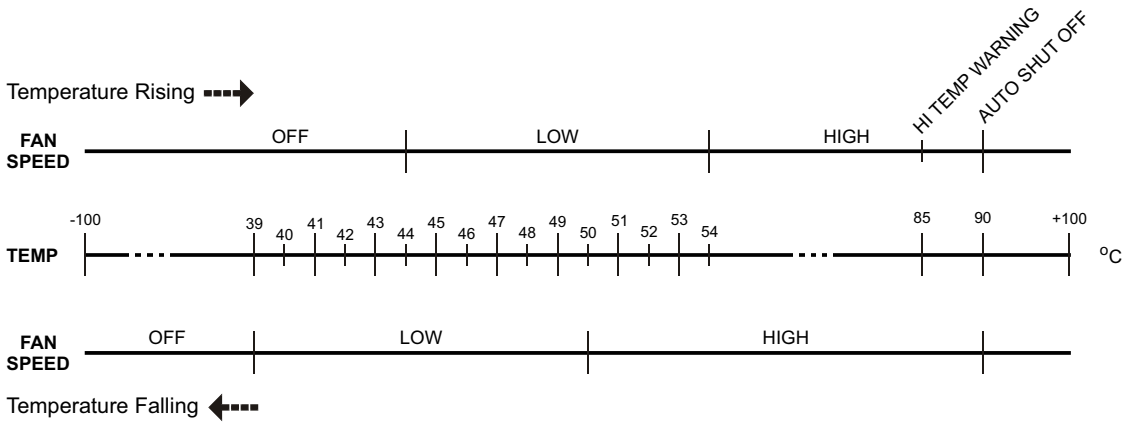 HI TEMP WARNING
AUTO SHUT OFF
Temperature Rising
FAN SPEED
OFF LOW HIGH
-100 39 40 41 42 43 44 45 46 47 48 49 50 51 52 53 54 85 90 +100
TEMP
°C
OFF LOW HIGH
FAN SPEED
Temperature Falling